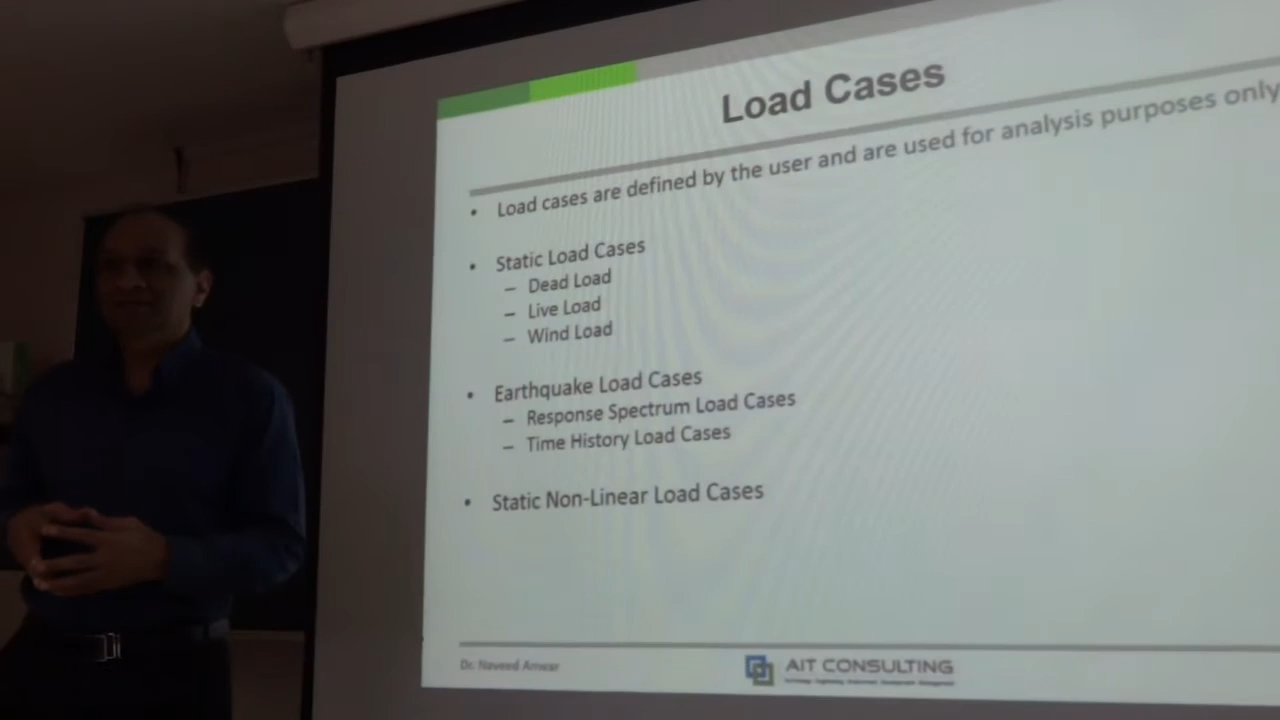 Load Cases
• Load cases are defined by the user and are used for analysis purposes only
• Static Load Cases
– Dead Load
– Live Load
– Wind Load
• Earthquake Load Cases
– Response Spectrum Load Cases
– Time History Load Cases
• Static Non-Linear Load Cases
Dr. Naveed Anwar
AIT CONSULTING